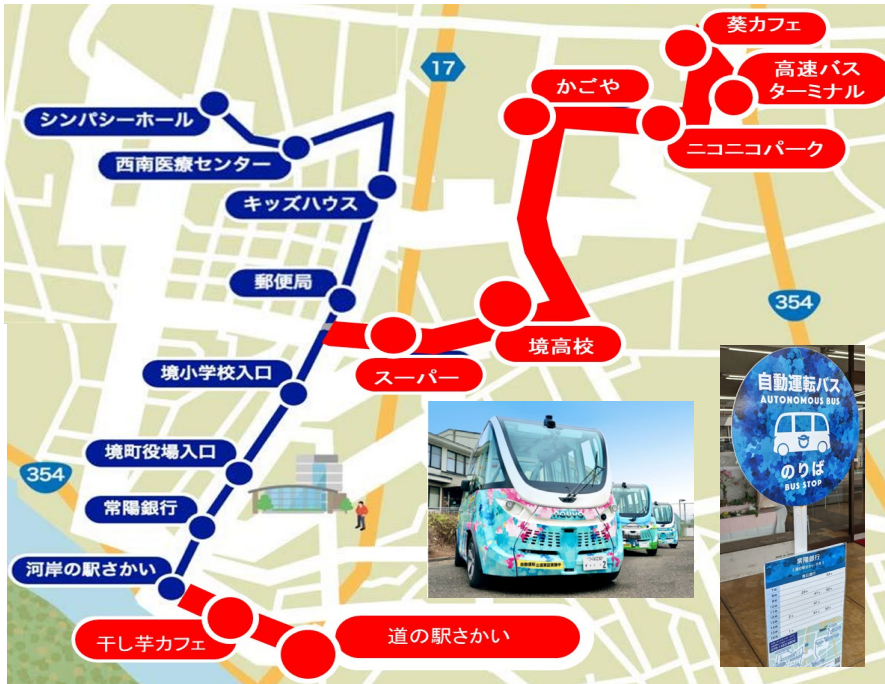 葵カフェ
17
高速バス
ターミナル
かごや
シンパシーホール
ニコニコパーク
西南医療センター
キッズハウス
郵便局
354
境高校
スーパー
境小学校入口
自動運転バス
AUTONOMOUS BUS
のりば
BUS STOP
境町役場入口
354
常陽銀行
河岸の駅さかい
常陽銀行
干し芋カフェ
道の駅さかい
2